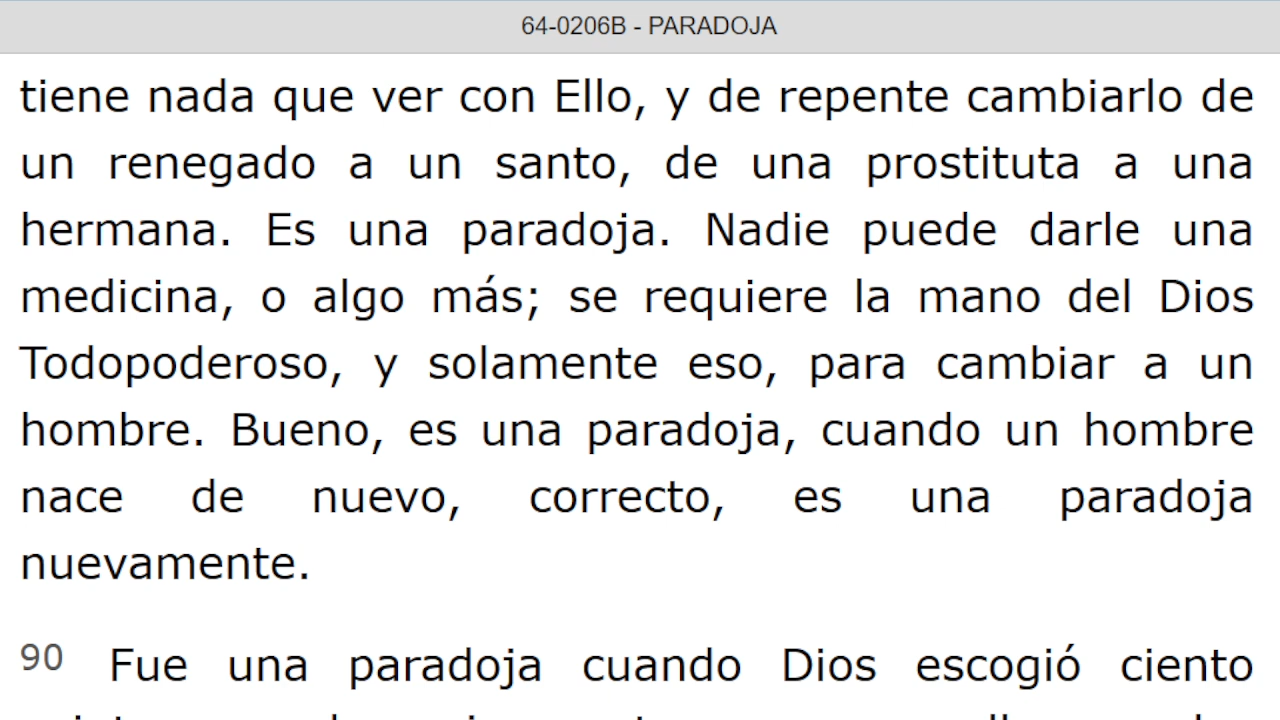 64-0206B - PARADOJA
tiene nada que ver con Ello, y de repente cambiarlo de
un renegado a un santo, de una prostituta a una
hermana. Es una paradoja. Nadie puede darle una
medicina, o algo más; se requiere la mano del Dios
Todopoderoso, y solamente eso, para cambiar a un
hombre. Bueno, es una paradoja, cuando un hombre
nace de nuevo, correcto, es una paradoja
nuevamente.
90 Fue una paradoja cuando Dios escogió ciento